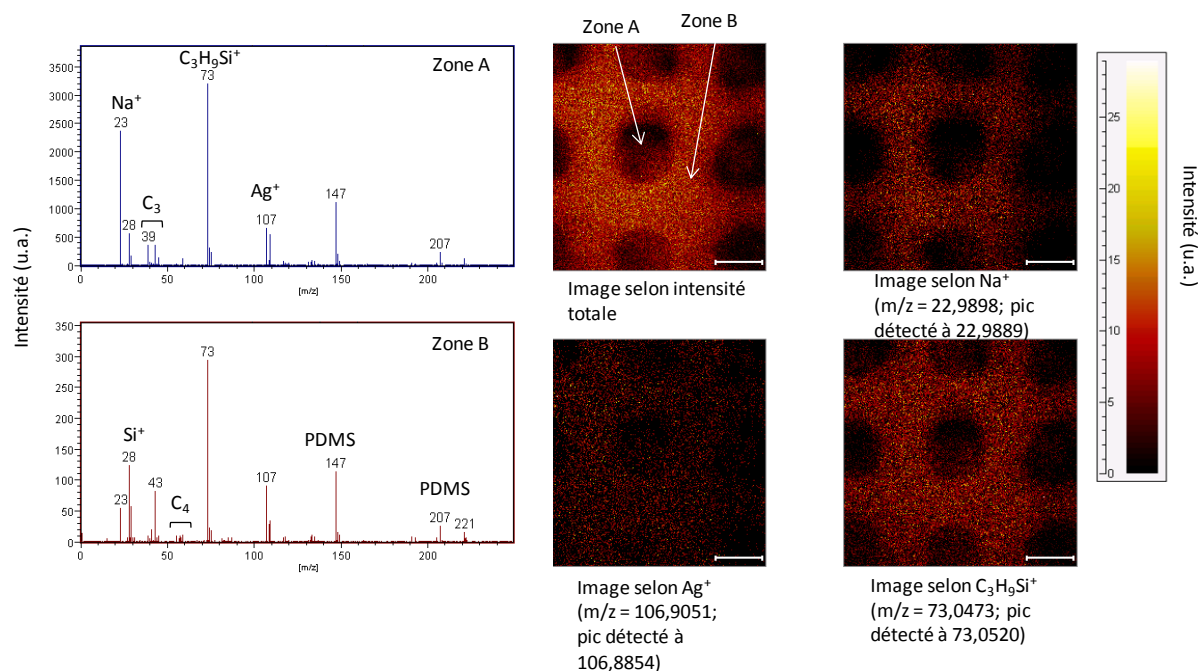 Zone A
Zone B
C₃H₉Si⁺
Zone A
3500
3000
2500
2000
1500
1000
500
0
Na⁺
23
28
C₃
39
73
Ag⁺
107
147
207
0
50
100
150
200
[m/z]
Intensité (u.a.)
350
300
250
200
150
100
50
0
Zone B
Si⁺
28
23
43
C₄
73
107
PDMS
147
PDMS
207
221
0
50
100
150
200
[m/z]
Image selon intensité
totale
Image selon Na⁺
(m/z = 22,9898; pic
détecté à 22,9889)
Image selon Ag⁺
(m/z = 106,9051;
pic détecté à
106,8854)
Image selon C₃H₉Si⁺
(m/z = 73,0473; pic
détecté à 73,0520)
25
20
15
10
5
0
Intensité (u.a.)